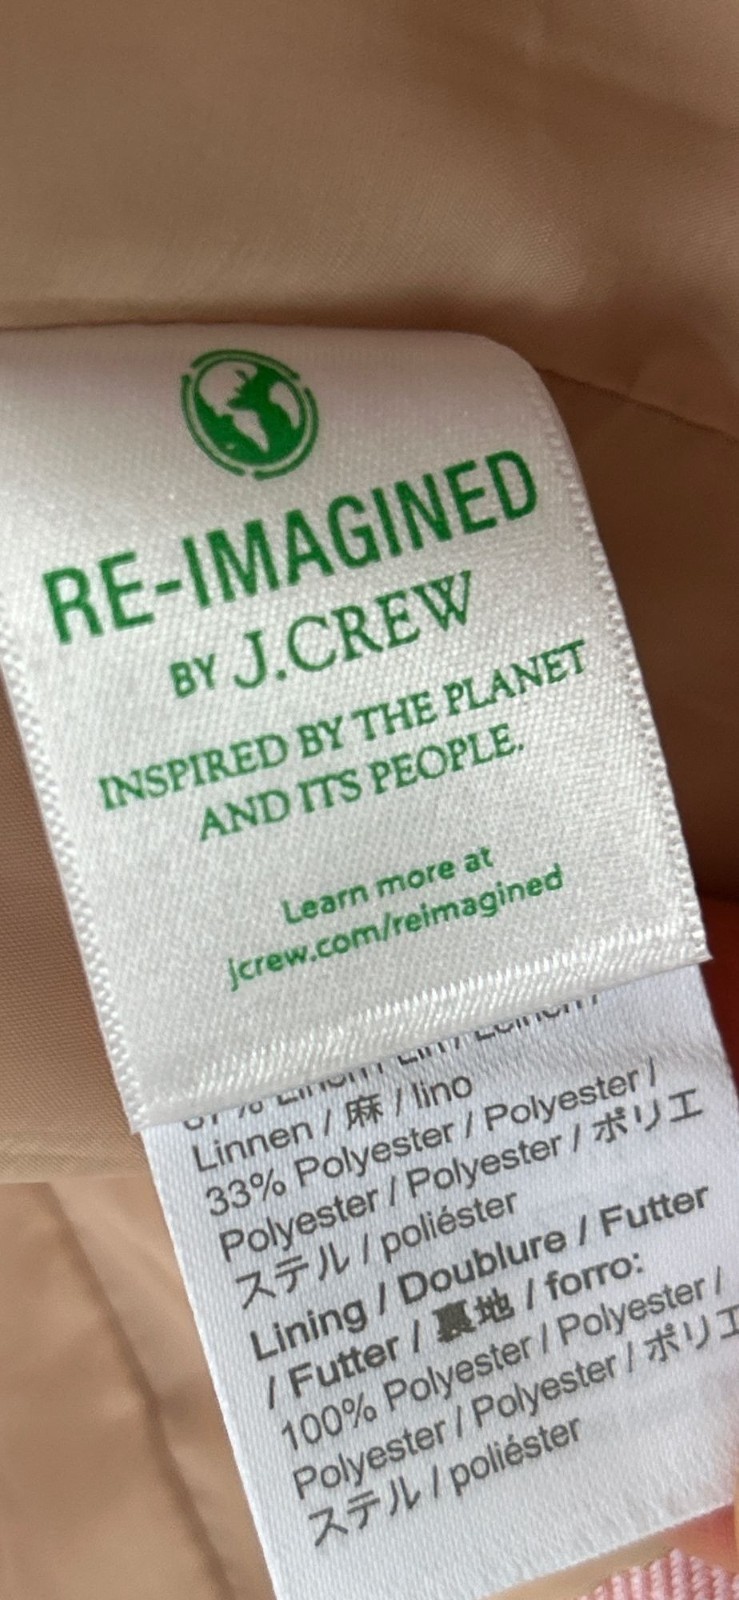 RE-IMAGINED
BY J.CREW
INSPIRED BY THE PLANET
AND ITS PEOPLE.
Learn more at
jcrew.com/reimagined
Linnen / 麻 / lino
33% Polyester / Polyester /
Polyester / Polyester / ポリエ
ステル / poliéster
Lining / Doublure / Futter
/ Futter / 裏地 / forro:
100% Polyester / Polyester /
Polyester / Polyester / ポリエ
ステル / poliéster